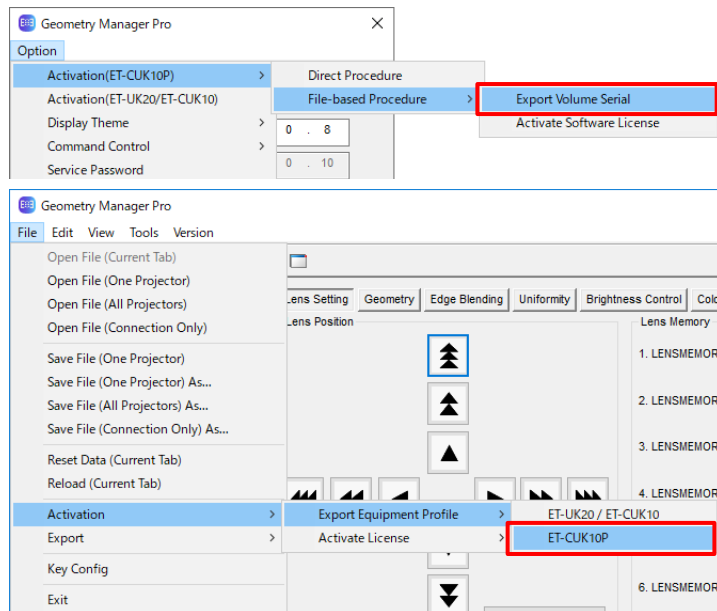 Geometry Manager Pro
Option
Activation(ET-CUK10P) > Direct Procedure
Activation(ET-UK20/ET-CUK10) File-based Procedure > Export Volume Serial
Display Theme > 0 . 8 Activate Software License
Command Control >
Service Password 0 . 10
Geometry Manager Pro
File Edit View Tools Version
Open File (Current Tab)
Open File (One Projector)
Open File (All Projectors) Lens Setting Geometry Edge Blending Uniformity Brightness Control Colo
Open File (Connection Only) Lens Position Lens Memory
Save File (One Projector) 1. LENSMEMOR
Save File (One Projector) As...
Save File (All Projectors) As... 2. LENSMEMOR
Save File (Connection Only) As...
Reset Data (Current Tab) 3. LENSMEMOR
Reload (Current Tab) 4. LENSMEMOR
Activation > Export Equipment Profile > ET-UK20 / ET-CUK10
Export > Activate License > ET-CUK10P
Key Config
Exit 6. LENSMEMOR